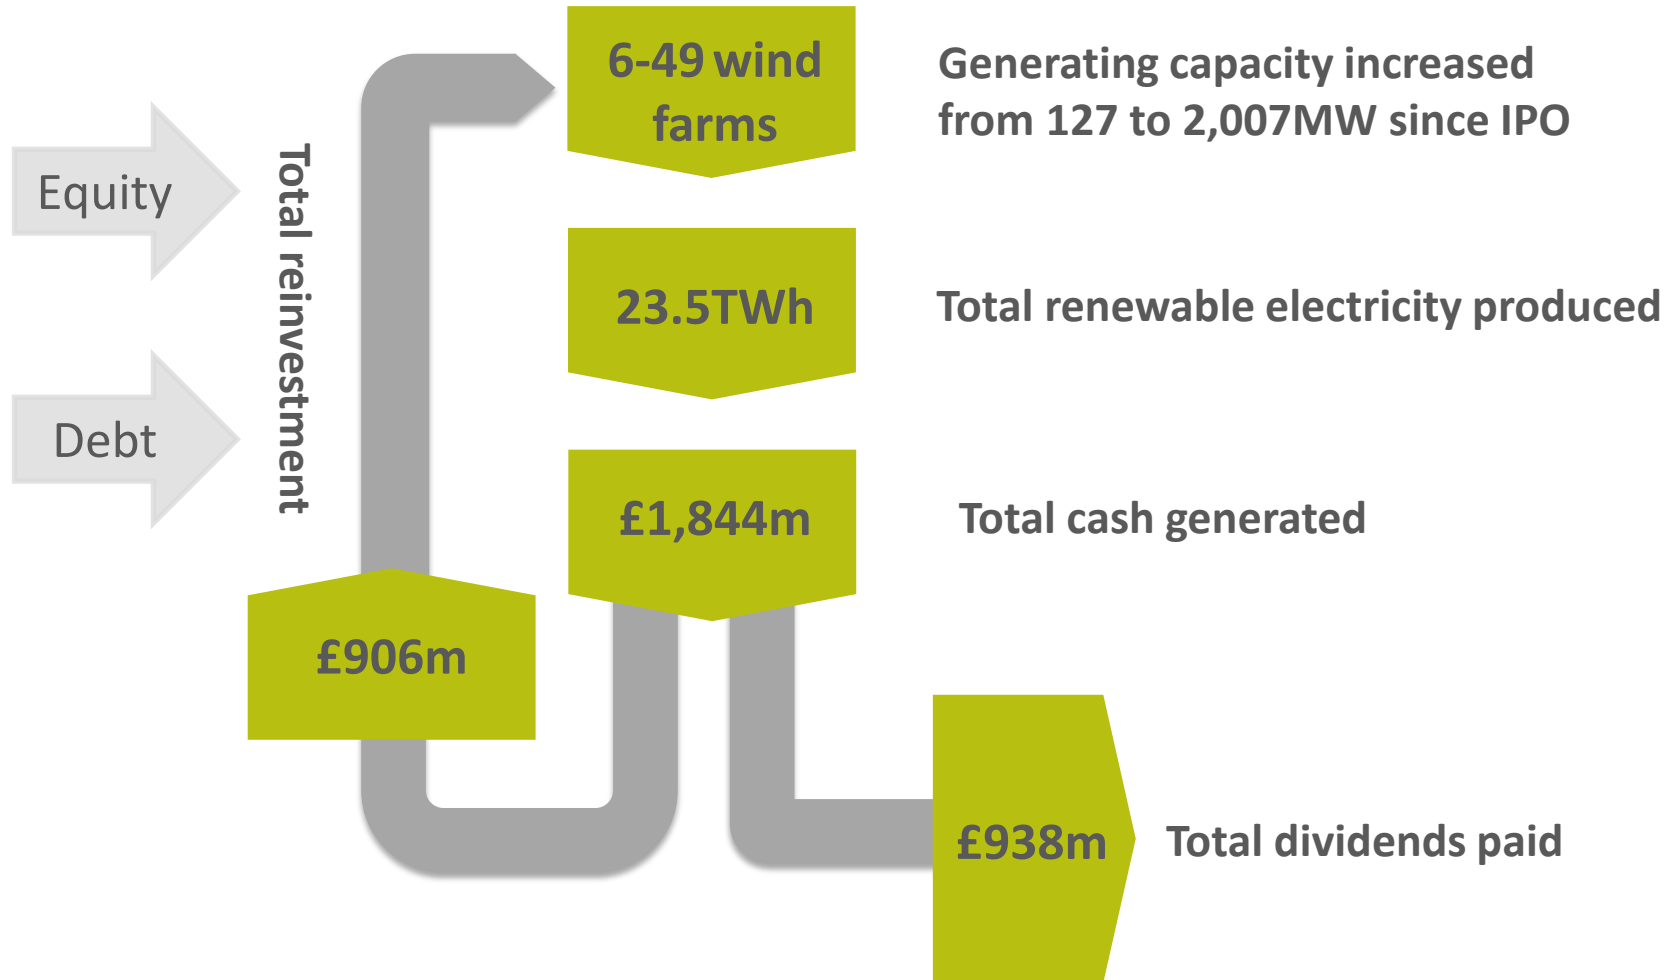 6-49 wind
farms
Generating capacity increased
from 127 to 2,007MW since IPO
Equity
Debt
Total reinvestment
23.5TWh
Total renewable electricity produced
£1,844m
Total cash generated
£906m
£938m
Total dividends paid